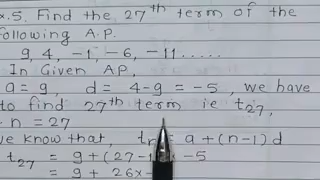 x.5. Find the 27th term of the
following A.P.
9, 4, -1, -6, -11 ......
In Given A.P,
a = 9, d = 4-9 = -5, we have
to find 27th term ie t27,
n = 27
we know that, = a + (n-1) d
t27 = 9 + (27-1 -5
= 9 + 26x